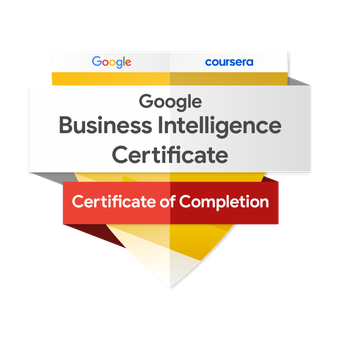 Google coursera
Google
Business Intelligence
Certificate
Certificate of Completion